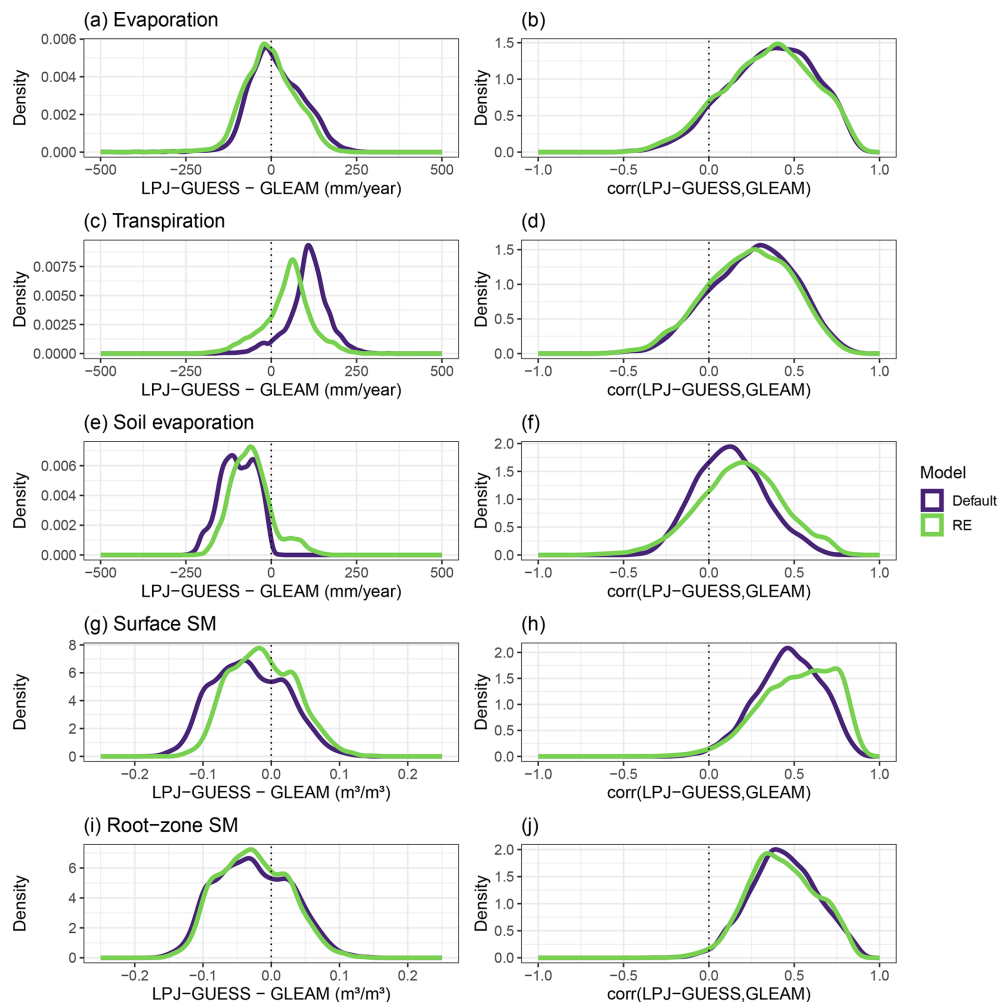 (a) Evaporation
Density
0.006
0.004
0.002
0.000
−500
−250
0
250
500
LPJ−GUESS − GLEAM (mm/year)
(b)
Density
1.5
1.0
0.5
0.0
−1.0
−0.5
0.0
0.5
1.0
corr(LPJ−GUESS,GLEAM)
(c) Transpiration
Density
0.0075
0.0050
0.0025
0.0000
−500
−250
0
250
500
LPJ−GUESS − GLEAM (mm/year)
(d)
Density
1.5
1.0
0.5
0.0
−1.0
−0.5
0.0
0.5
1.0
corr(LPJ−GUESS,GLEAM)
(e) Soil evaporation
Density
0.006
0.004
0.002
0.000
−500
−250
0
250
500
LPJ−GUESS − GLEAM (mm/year)
(f)
Density
2.0
1.5
1.0
0.5
0.0
−1.0
−0.5
0.0
0.5
1.0
corr(LPJ−GUESS,GLEAM)
Model
Default
RE
(g) Surface SM
Density
8
6
4
2
0
−0.2
−0.1
0.0
0.1
0.2
LPJ−GUESS − GLEAM (m³/m³)
(h)
Density
2.0
1.5
1.0
0.5
0.0
−1.0
−0.5
0.0
0.5
1.0
corr(LPJ−GUESS,GLEAM)
(i) Root−zone SM
Density
6
4
2
0
−0.2
−0.1
0.0
0.1
0.2
LPJ−GUESS − GLEAM (m³/m³)
(j)
Density
2.0
1.5
1.0
0.5
0.0
−1.0
−0.5
0.0
0.5
1.0
corr(LPJ−GUESS,GLEAM)